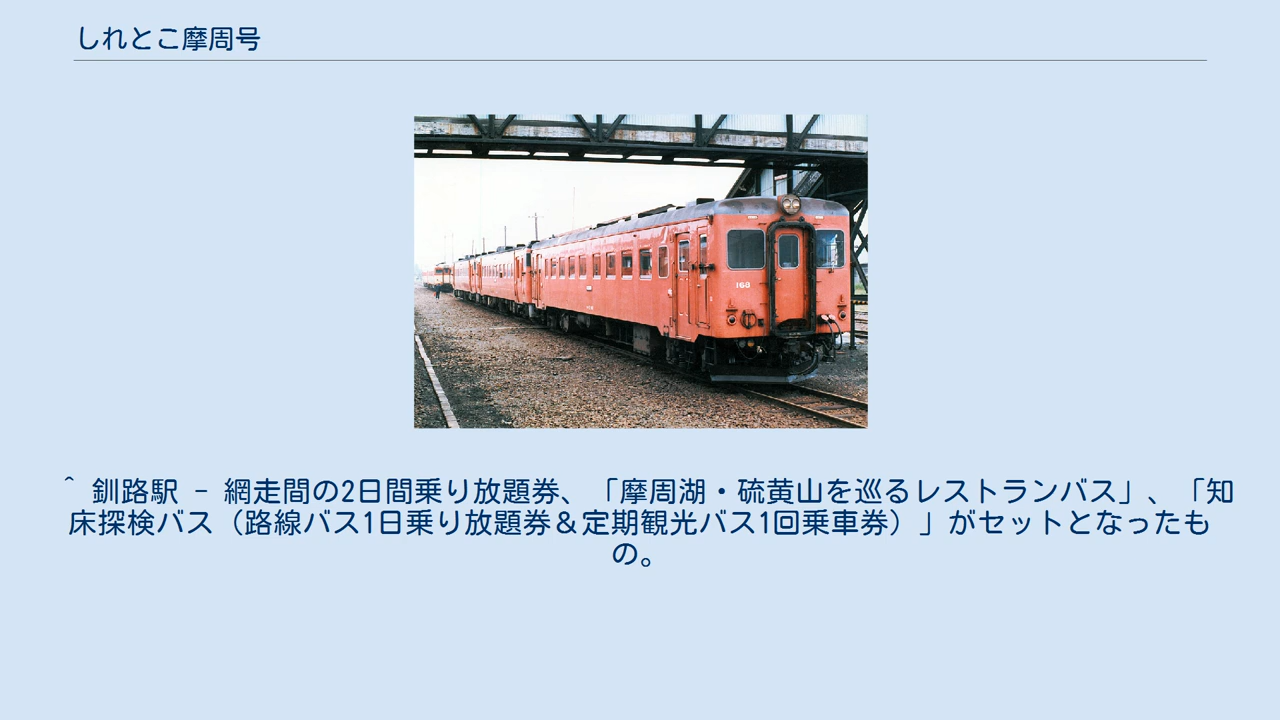 しれとこ摩周号
168
^ 釧路駅 - 網走間の2日間乗り放題券、「摩周湖・硫黄山を巡るレストランバス」、「知
床探検バス（路線バス1日乗り放題券＆定期観光バス1回乗車券）」がセットとなったも
の。